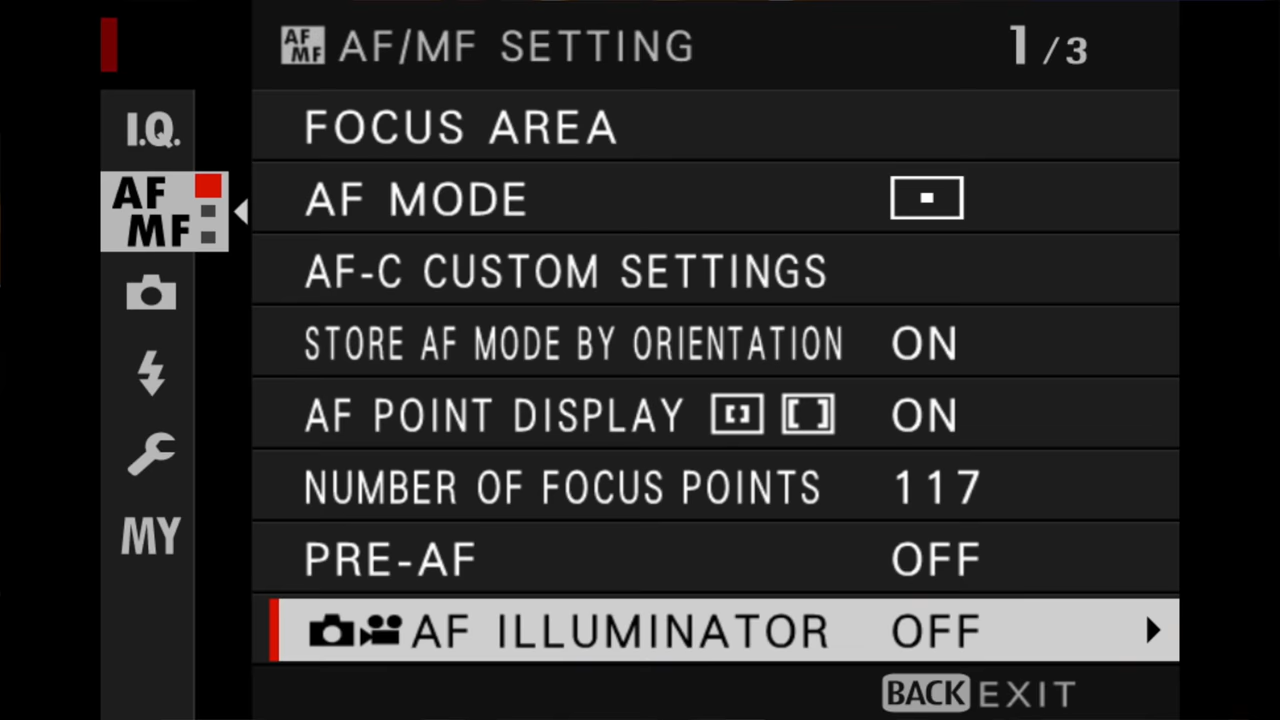 AF MF AF/MF SETTING 1/3
I.Q.
FOCUS AREA
AF MF
AF MODE
AF-C CUSTOM SETTINGS
STORE AF MODE BY ORIENTATION ON
AF POINT DISPLAY ON
NUMBER OF FOCUS POINTS 117
MY
PRE-AF OFF
AF ILLUMINATOR OFF
BACK EXIT